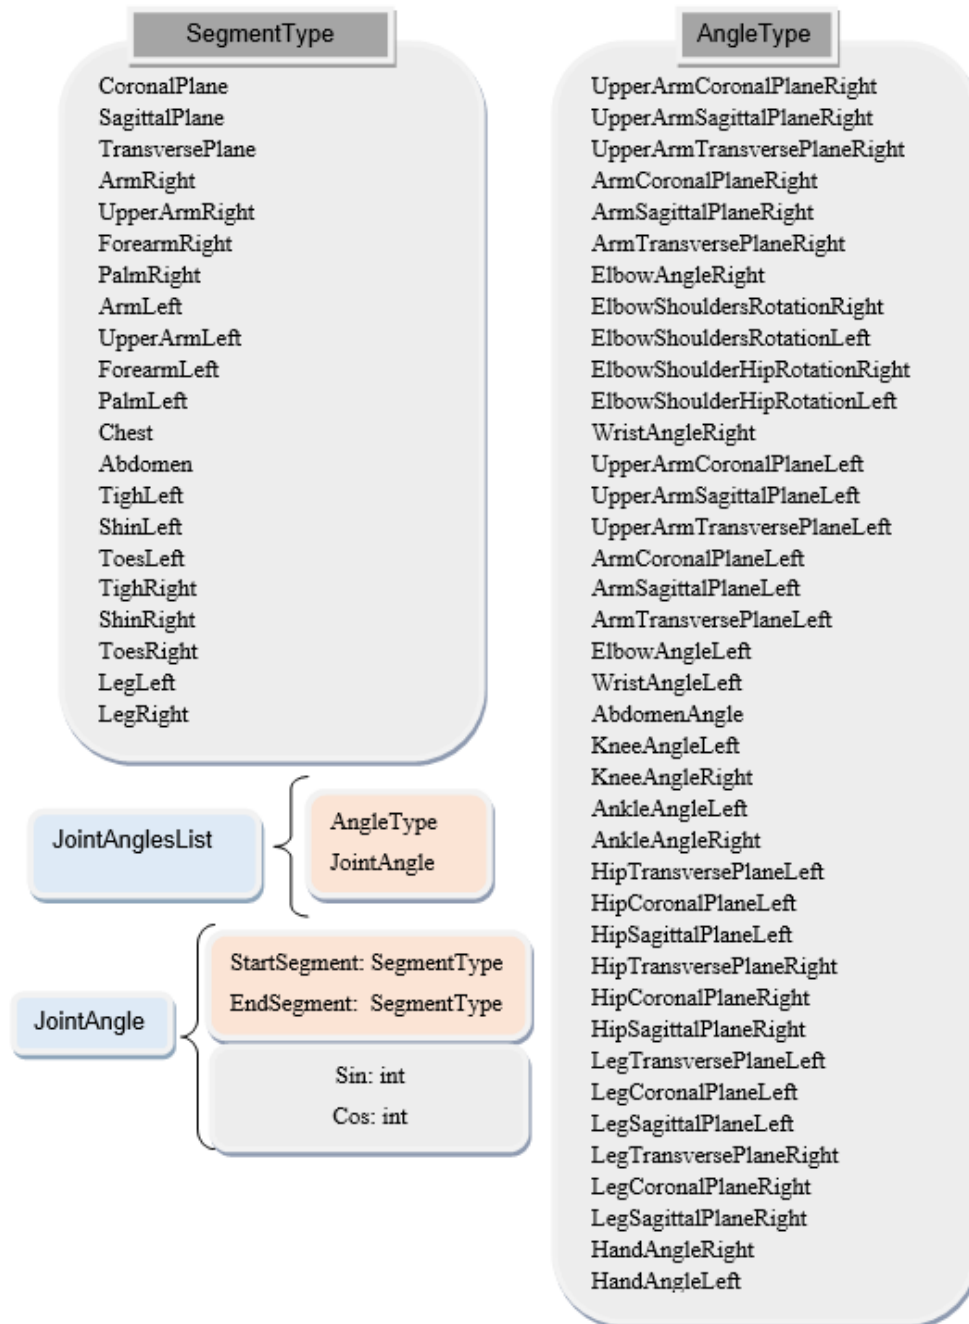 SegmentType
CoronalPlane
SagittalPlane
TransversePlane
ArmRight
UpperArmRight
ForearmRight
PalmRight
ArmLeft
UpperArmLeft
ForearmLeft
PalmLeft
Chest
Abdomen
TighLeft
ShinLeft
ToesLeft
TighRight
ShinRight
ToesRight
LegLeft
LegRight
JointAnglesList
AngleType
JointAngle
JointAngle
StartSegment: SegmentType
EndSegment: SegmentType
Sin: int
Cos: int
AngleType
UpperArmCoronalPlaneRight
UpperArmSagittalPlaneRight
UpperArmTransversePlaneRight
ArmCoronalPlaneRight
ArmSagittalPlaneRight
ArmTransversePlaneRight
ElbowAngleRight
ElbowShouldersRotationRight
ElbowShouldersRotationLeft
ElbowShoulderHipRotationRight
ElbowShoulderHipRotationLeft
WristAngleRight
UpperArmCoronalPlaneLeft
UpperArmSagittalPlaneLeft
UpperArmTransversePlaneLeft
ArmCoronalPlaneLeft
ArmSagittalPlaneLeft
ArmTransversePlaneLeft
ElbowAngleLeft
WristAngleLeft
AbdomenAngle
KneeAngleLeft
KneeAngleRight
AnkleAngleLeft
AnkleAngleRight
HipTransversePlaneLeft
HipCoronalPlaneLeft
HipSagittalPlaneLeft
HipTransversePlaneRight
HipCoronalPlaneRight
HipSagittalPlaneRight
LegTransversePlaneLeft
LegCoronalPlaneLeft
LegSagittalPlaneLeft
LegTransversePlaneRight
LegCoronalPlaneRight
LegSagittalPlaneRight
HandAngleRight
HandAngleLeft